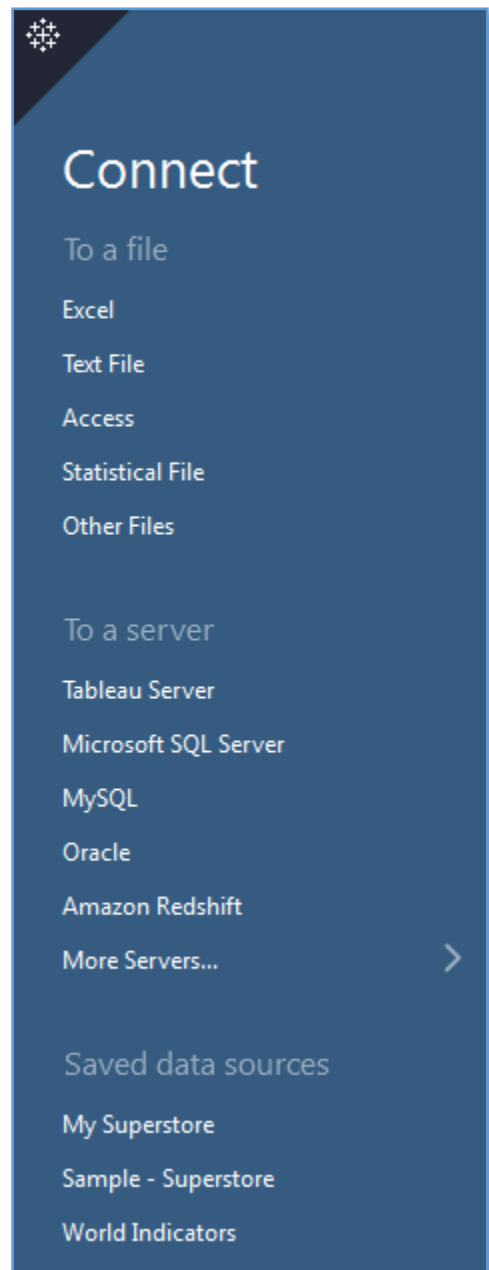 Connect
To a file
Excel
Text File
Access
Statistical File
Other Files
To a server
Tableau Server
Microsoft SQL Server
MySQL
Oracle
Amazon Redshift
More Servers...
Saved data sources
My Superstore
Sample - Superstore
World Indicators